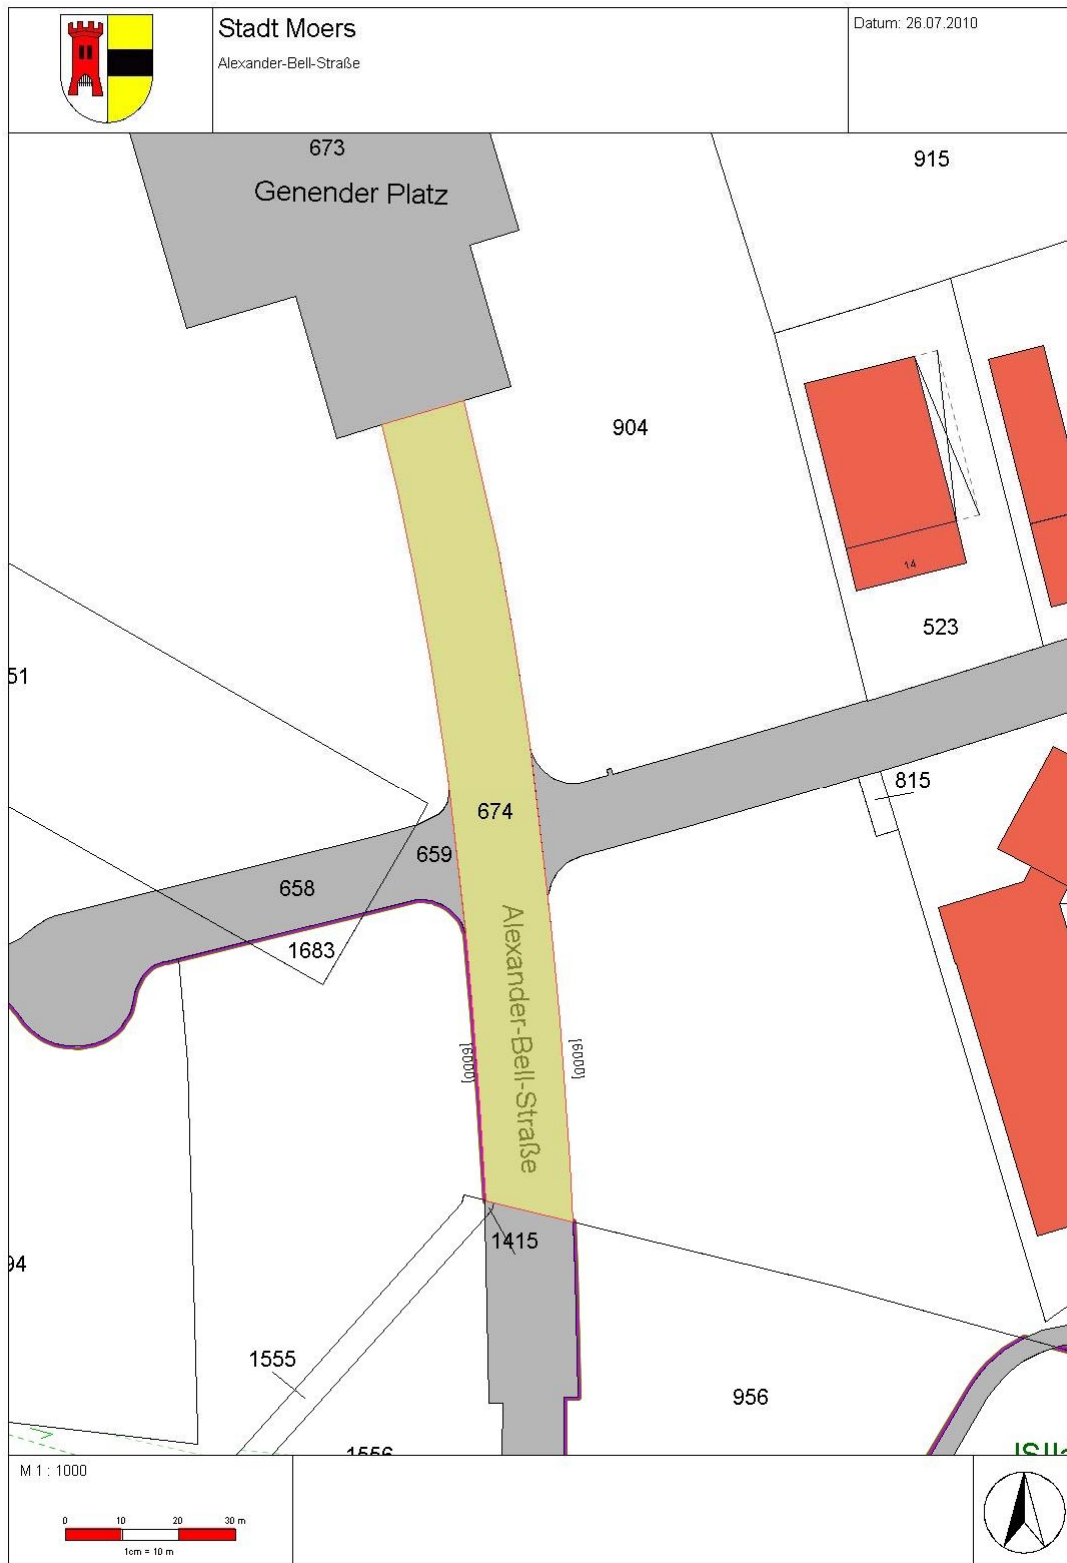 Stadt Moers
Alexander-Bell-Straße
Datum: 26.07.2010
673
Genender Platz
915
904
14
523
51
815
674
659
658
1683
Alexander-Bell-Straße
[6000]
[6000]
94
1415
1555
956
1556
M 1 : 1000
0 10 20 30 m
1cm = 10 m